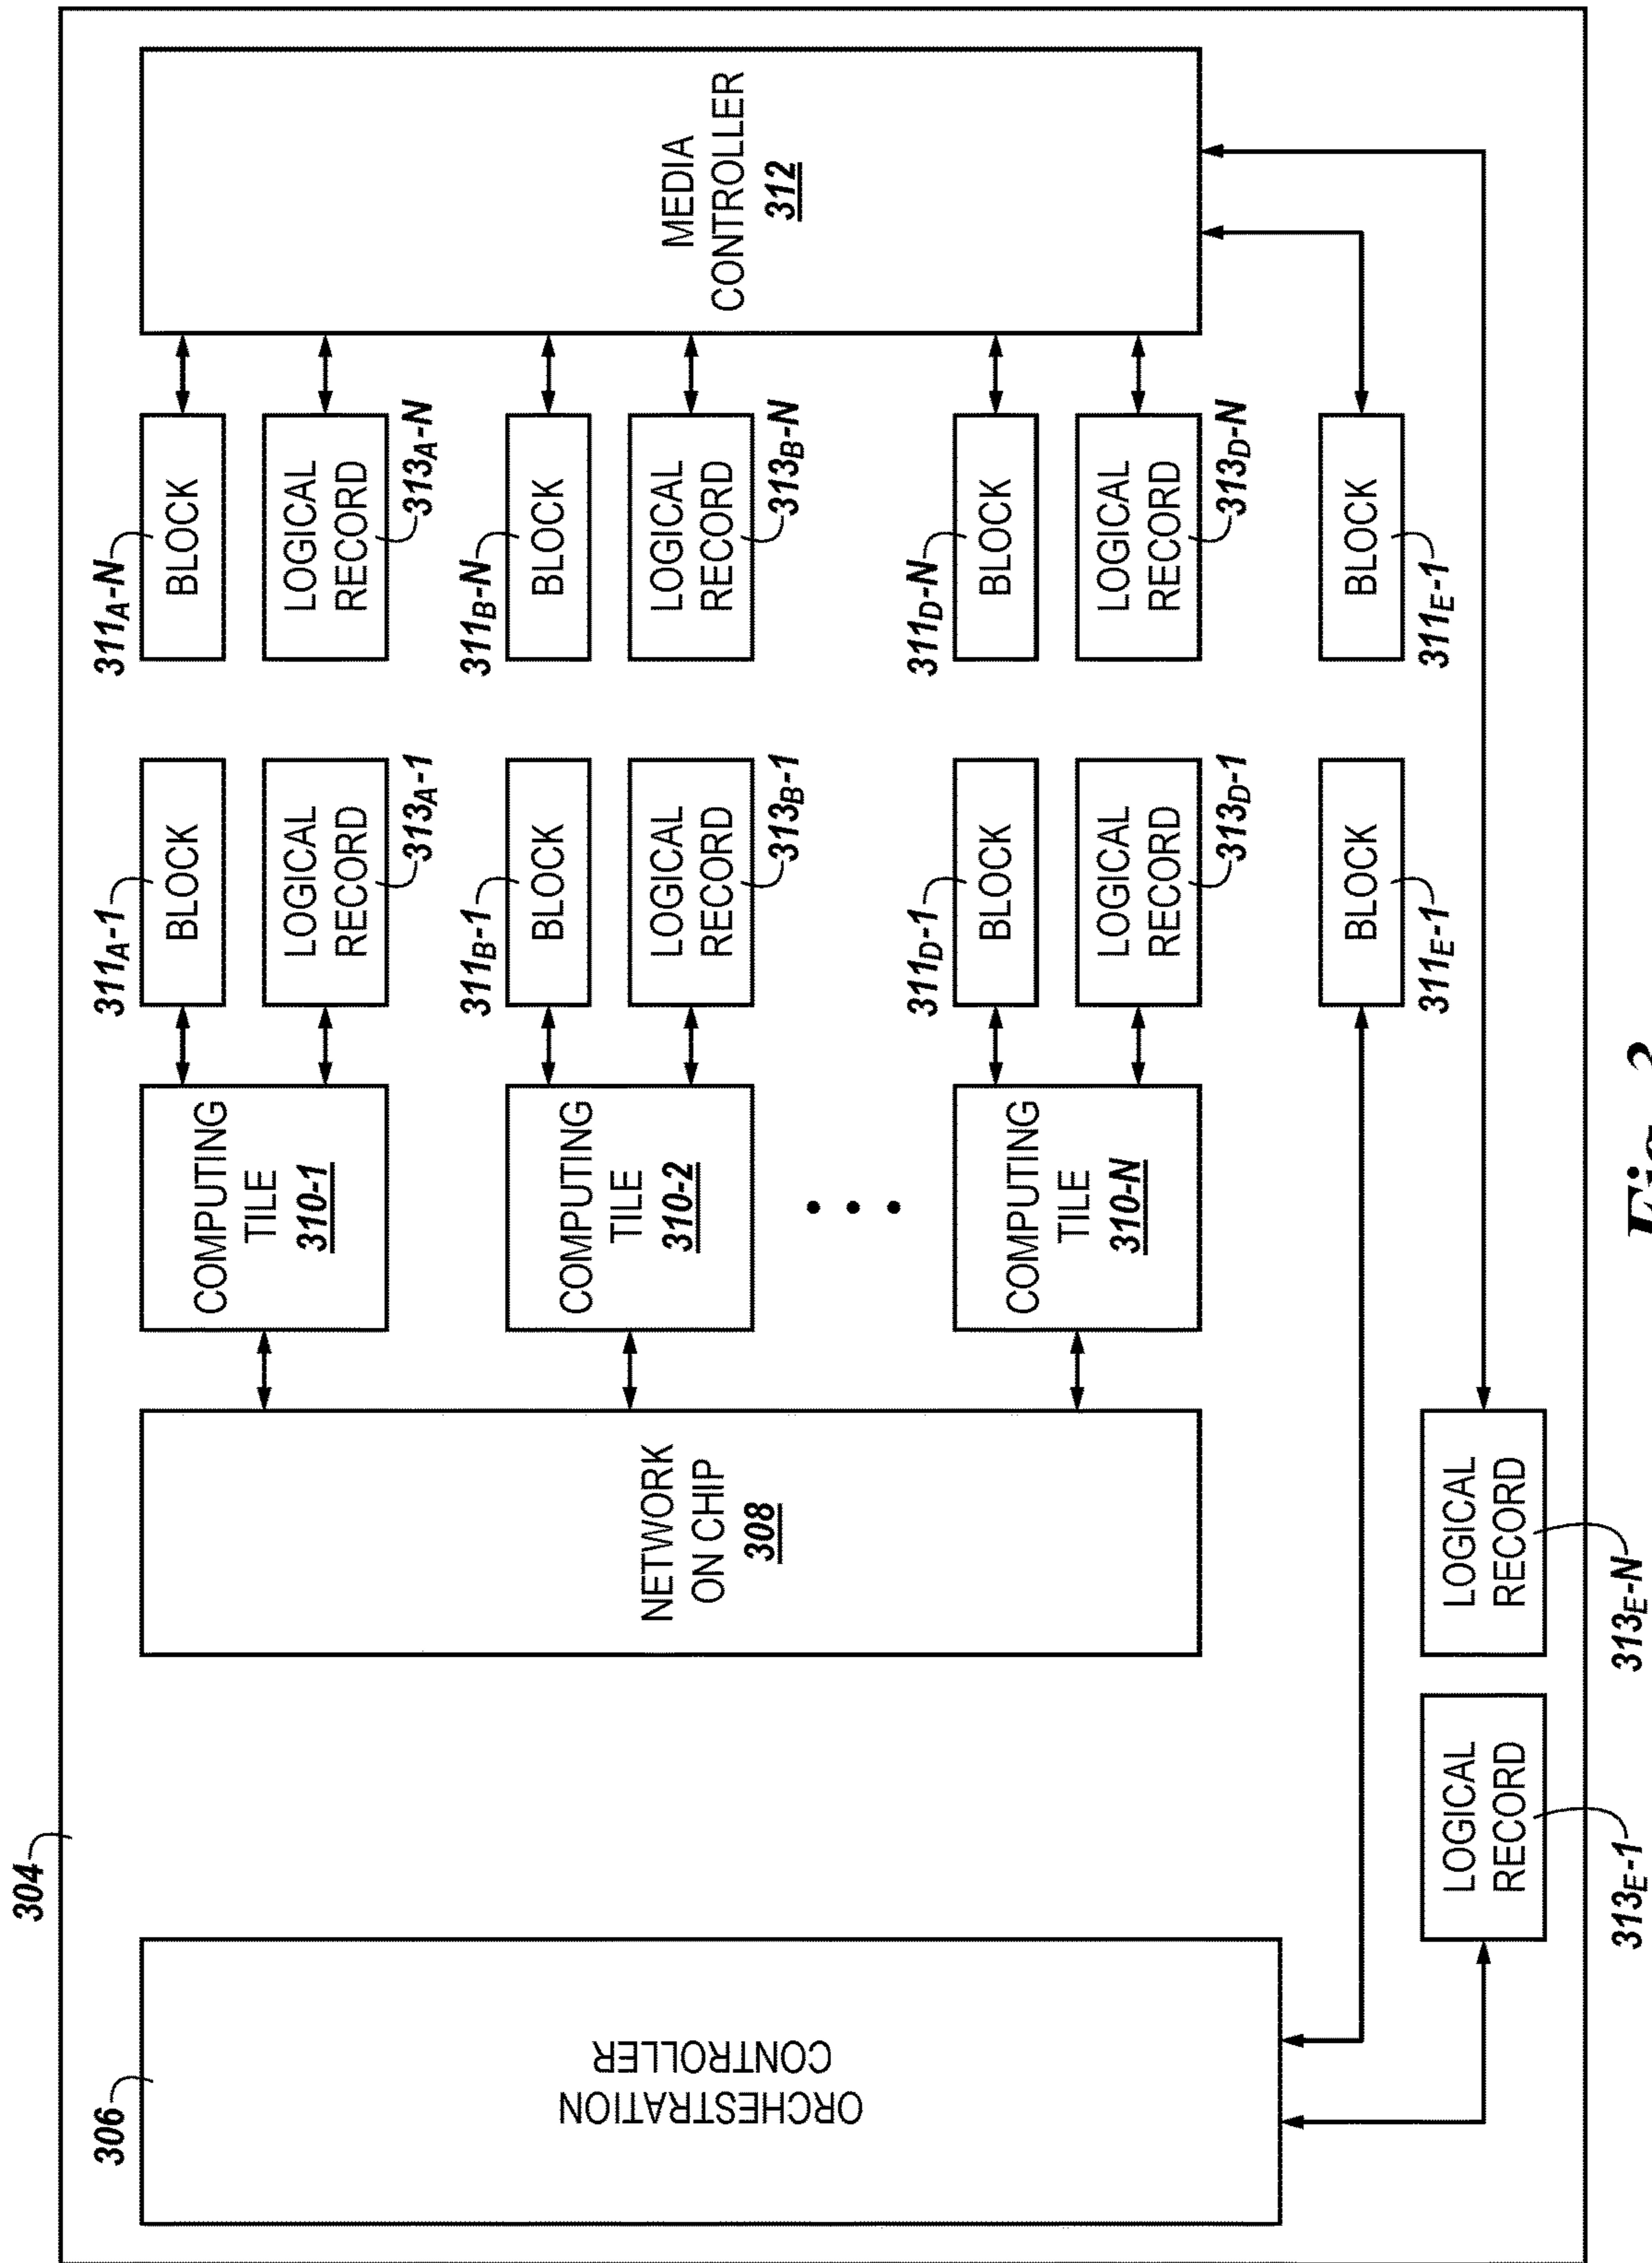 304
306
ORCHESTRATION
CONTROLLER
NETWORK
ON CHIP
308
COMPUTING
TILE
310-1
311A-1
BLOCK
LOGICAL
RECORD
313A-1
311A-N
BLOCK
LOGICAL
RECORD
313A-N
COMPUTING
TILE
310-2
311B-1
BLOCK
LOGICAL
RECORD
313B-1
311B-N
BLOCK
LOGICAL
RECORD
313B-N
• • •
COMPUTING
TILE
310-N
311D-1
BLOCK
LOGICAL
RECORD
313D-1
311D-N
BLOCK
LOGICAL
RECORD
313D-N
MEDIA
CONTROLLER
312
BLOCK
311E-1
BLOCK
311E-1
LOGICAL
RECORD
313E-1
LOGICAL
RECORD
313E-N
Fig.